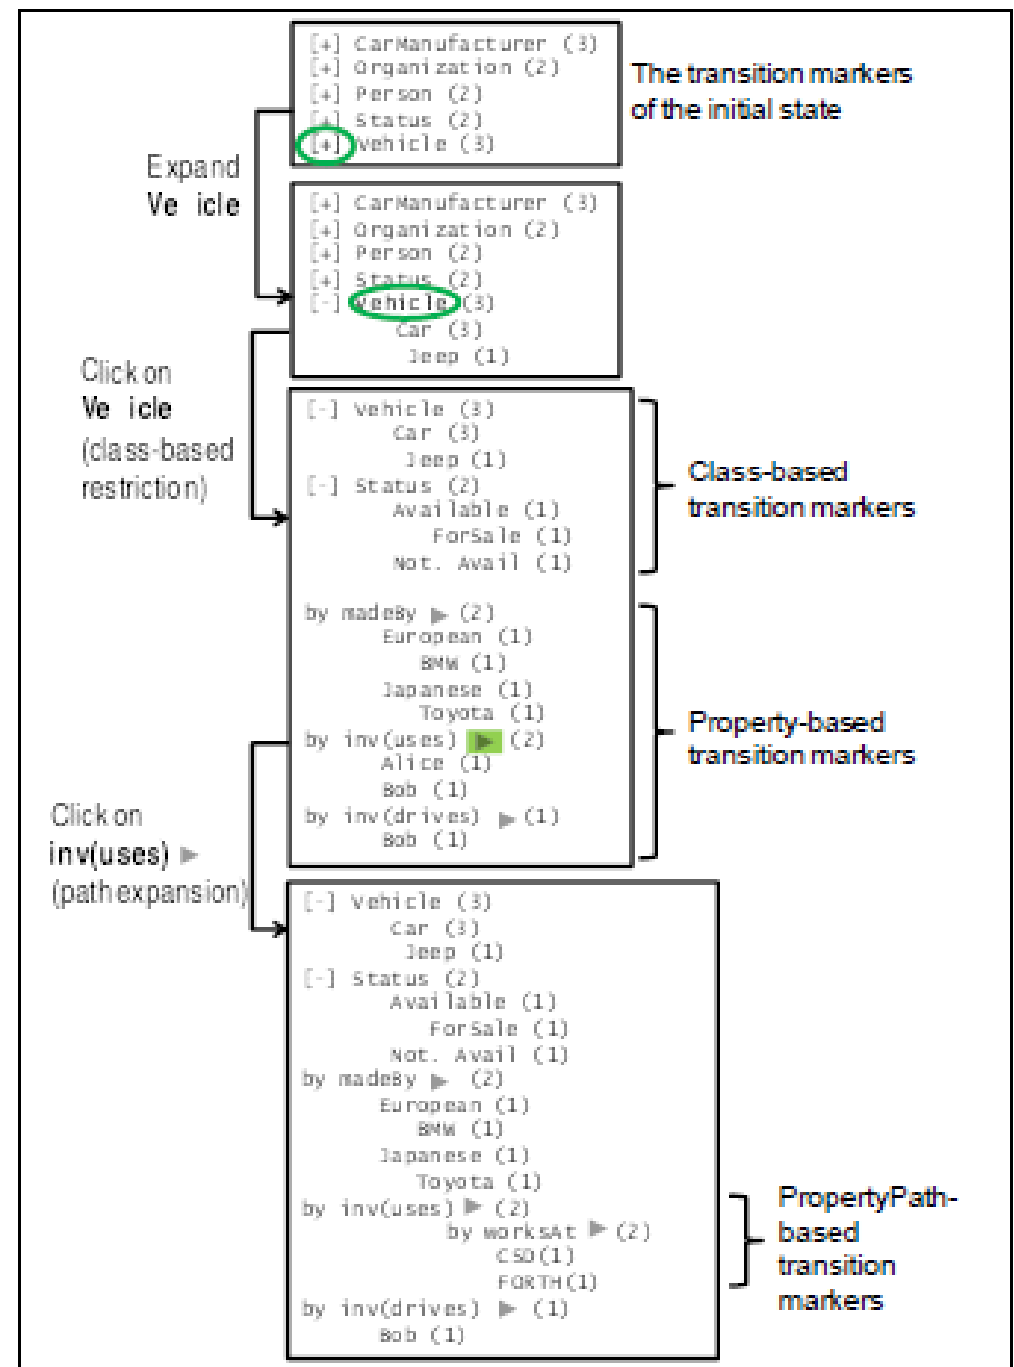 [+] CarManufacturer (3)
[+] Organization (2)
[+] Person (2)
[+] Status (2)
[+] Vehicle (3)
The transition markers
of the initial state
Expand
Ve icle
[+] CarManufacturer (3)
[+] Organization (2)
[+] Person (2)
[+] Status (2)
[-] Vehicle (3)
Car (3)
Jeep (1)
Click on
Ve icle
(class-based
restriction)
[-] Vehicle (3)
Car (3)
Jeep (1)
[-] Status (2)
Available (1)
ForSale (1)
Not. Avail (1)
Class-based
transition markers
by madeBy ▶ (2)
European (1)
BMW (1)
Japanese (1)
Toyota (1)
by inv(uses) ▶ (2)
Alice (1)
Bob (1)
by inv(drives) ▶ (1)
Bob (1)
Property-based
transition markers
Click on
inv(uses) ▶
(path expansion)
[-] Vehicle (3)
Car (3)
Jeep (1)
[-] Status (2)
Available (1)
ForSale (1)
Not. Avail (1)
by madeBy ▶ (2)
European (1)
BMW (1)
Japanese (1)
Toyota (1)
by inv(uses) ▶ (2)
by worksAt ▶ (2)
CSD(1)
FORTH(1)
by inv(drives) ▶ (1)
Bob (1)
PropertyPath-
based
transition
markers